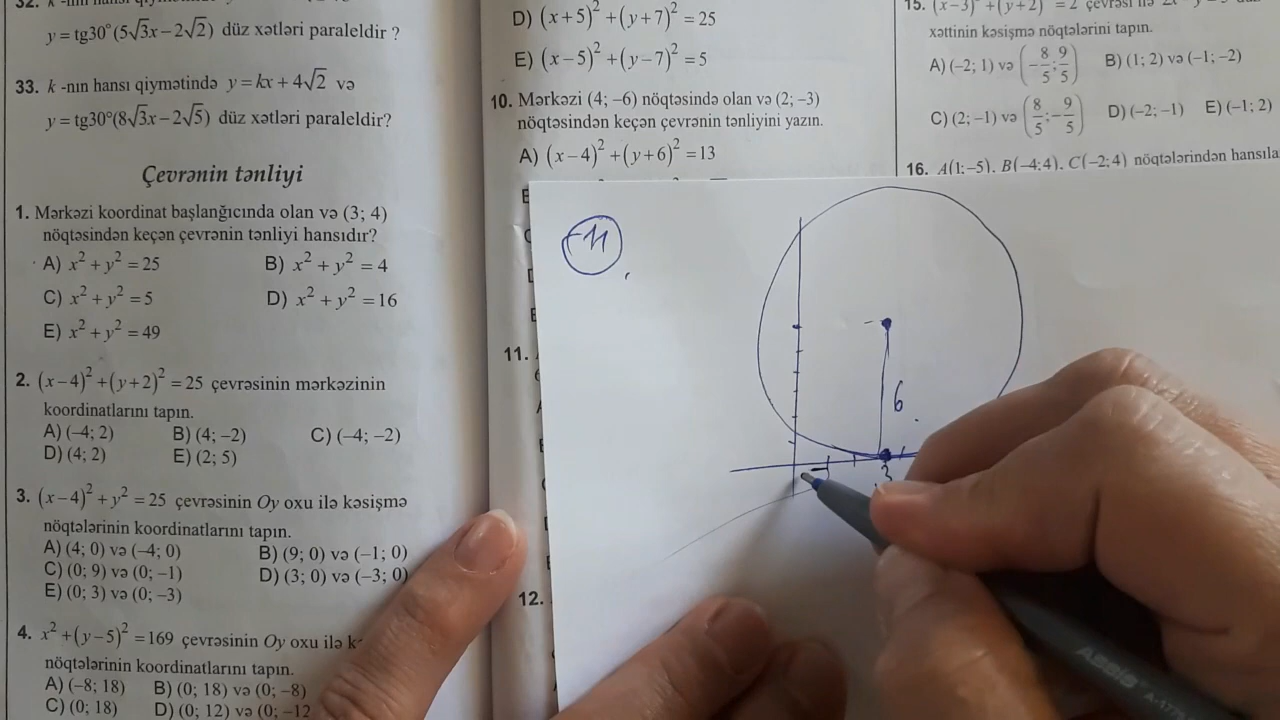 32. k
y = tg30°(5√3x − 2√2) düz xətləri paraleldir ?
33. k -nın hansı qiymətində y = kx + 4√2 və
y = tg30°(8√3x − 2√5) düz xətləri paraleldir?
Çevrənin tənliyi
1. Mərkəzi koordinat başlanğıcında olan və (3; 4)
nöqtəsindən keçən çevrənin tənliyi hansıdır?
A) x² + y² = 25 B) x² + y² = 4
C) x² + y² = 5 D) x² + y² = 16
E) x² + y² = 49
2. (x−4)² + (y+2)² = 25 çevrəsinin mərkəzinin
koordinatlarını tapın.
A) (−4; 2) B) (4; −2) C) (−4; −2)
D) (4; 2) E) (2; 5)
3. (x−4)² + y² = 25 çevrəsinin Oy oxu ilə kəsişmə
nöqtələrinin koordinatlarını tapın.
A) (4; 0) və (−4; 0) B) (9; 0) və (−1; 0)
C) (0; 9) və (0; −1) D) (3; 0) və (−3; 0)
E) (0; 3) və (0; −3)
4. x² + (y−5)² = 169 çevrəsinin Oy oxu ilə
nöqtələrinin koordinatlarını tapın.
A) (−8; 18) B) (0; 18) və (0; −8)
C) (0; 18) D) (0; 12) və (0; −12
D) (x+5)² + (y+7)² = 25
E) (x−5)² + (y−7)² = 5
10. Mərkəzi (4; −6) nöqtəsində olan və (2; −3)
nöqtəsindən keçən çevrənin tənliyini yazın.
A) (x−4)² + (y+6)² = 13
11.
12.
15. (x−3)² + (y+2)² = 2 çevrəsi ilə
xəttinin kəsişmə nöqtələrini tapın.
A) (−2; 1) və (−8/5; 9/5) B) (1; 2) və (−1; −2)
C) (2; −1) və (8/5; −9/5) D) (−2; −1) E) (−1; 2)
16. A(1; −5), B(−4; 4), C(−2; 4) nöqtələrindən
11
6
3
ASSIS